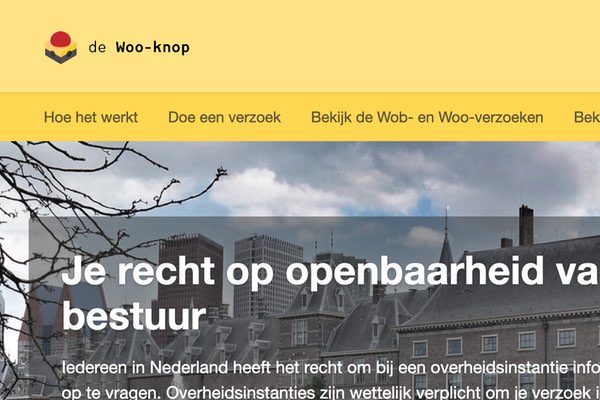 de Woo-knop
Hoe het werkt
Doe een verzoek
Bekijk de Wob- en Woo-verzoeken
Bek
Je recht op openbaarheid va
bestuur
Iedereen in Nederland heeft het recht om bij een overheidsinstantie info
op te vragen. Overheidsinstanties zijn wettelijk verplicht om je verzoek i